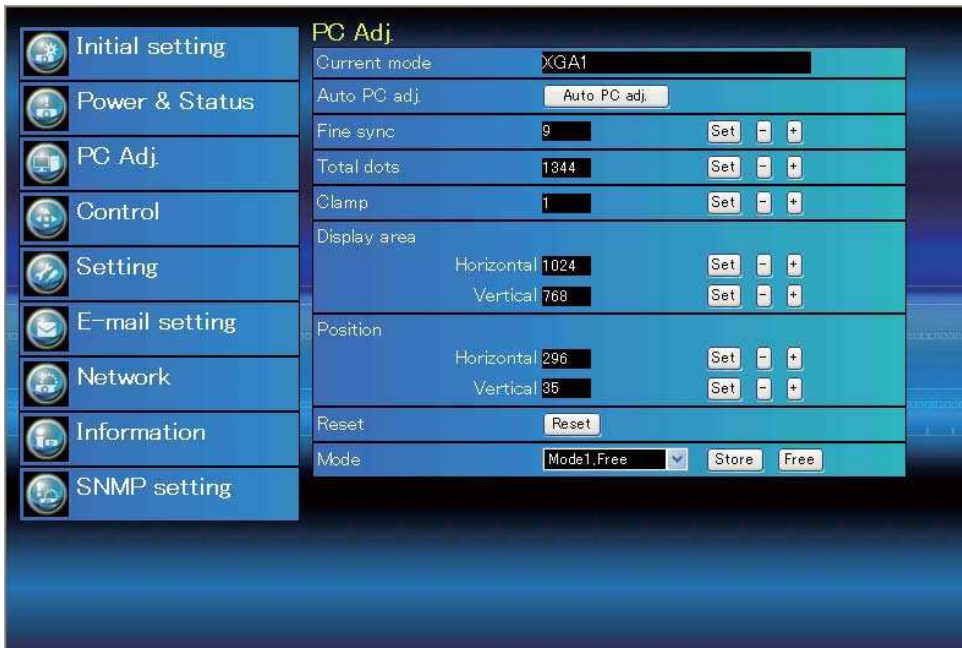 Initial setting
Power & Status
PC Adj.
Control
Setting
E-mail setting
Network
Information
SNMP setting
PC Adj.
Current mode XGA1
Auto PC adj. Auto PC adj.
Fine sync 9 Set - +
Total dots 1344 Set - +
Clamp 1 Set - +
Display area
Horizontal 1024 Set - +
Vertical 768 Set - +
Position
Horizontal 296 Set - +
Vertical 35 Set - +
Reset Reset
Mode Mode1,Free Store Free